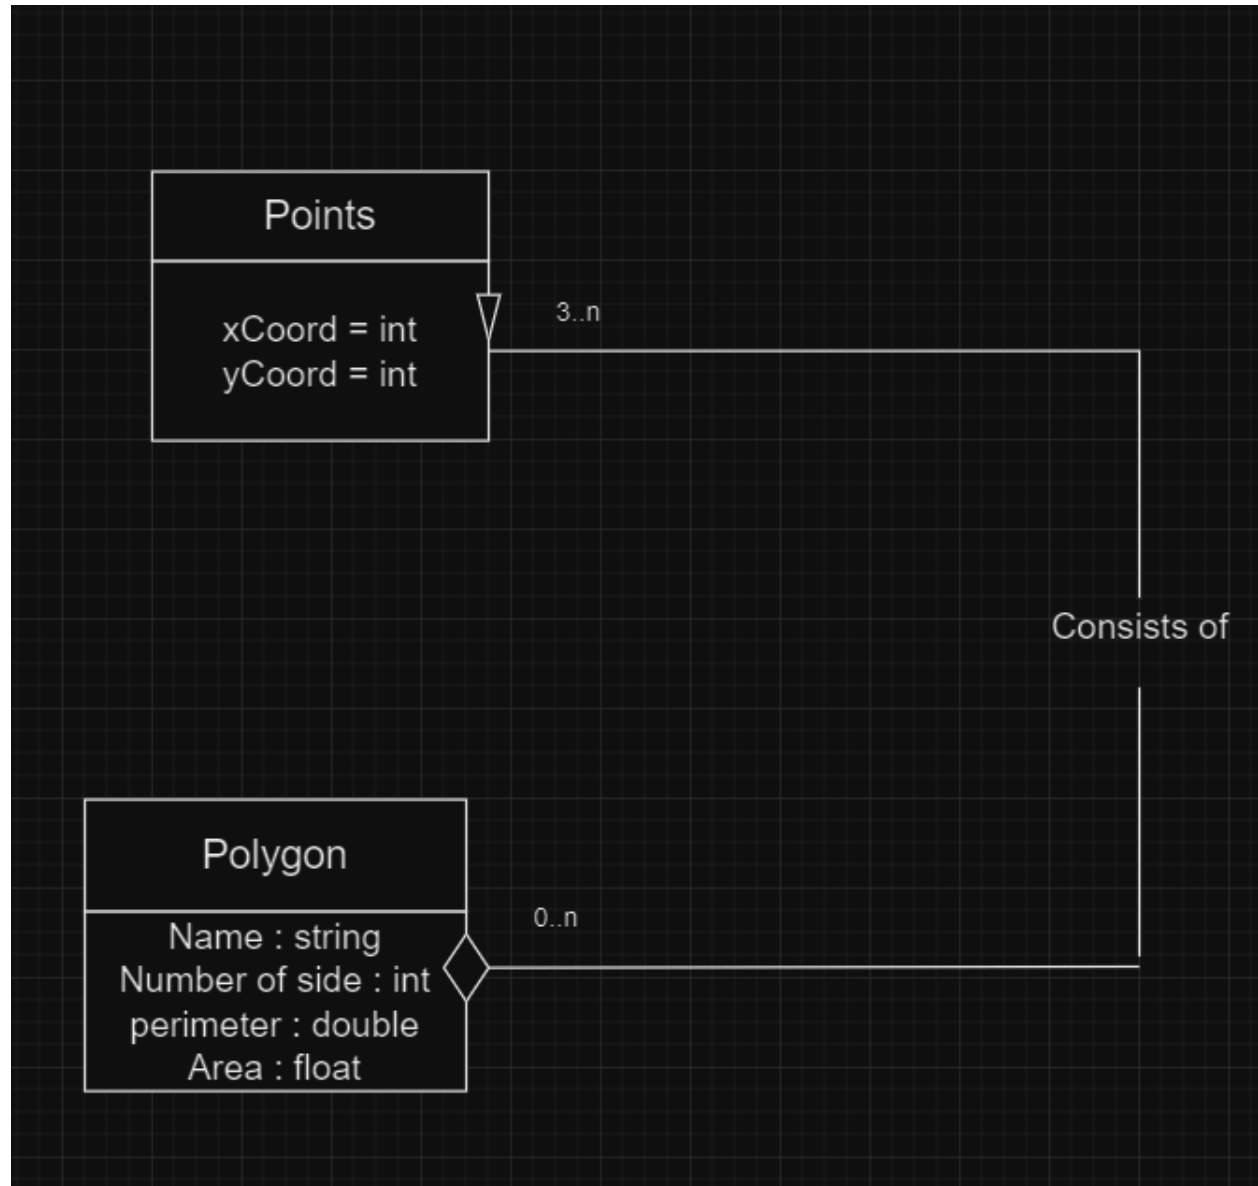 Points
3..n
xCoord = int
yCoord = int
Consists of
Polygon
0..n
Name : string
Number of side : int
perimeter : double
Area : float